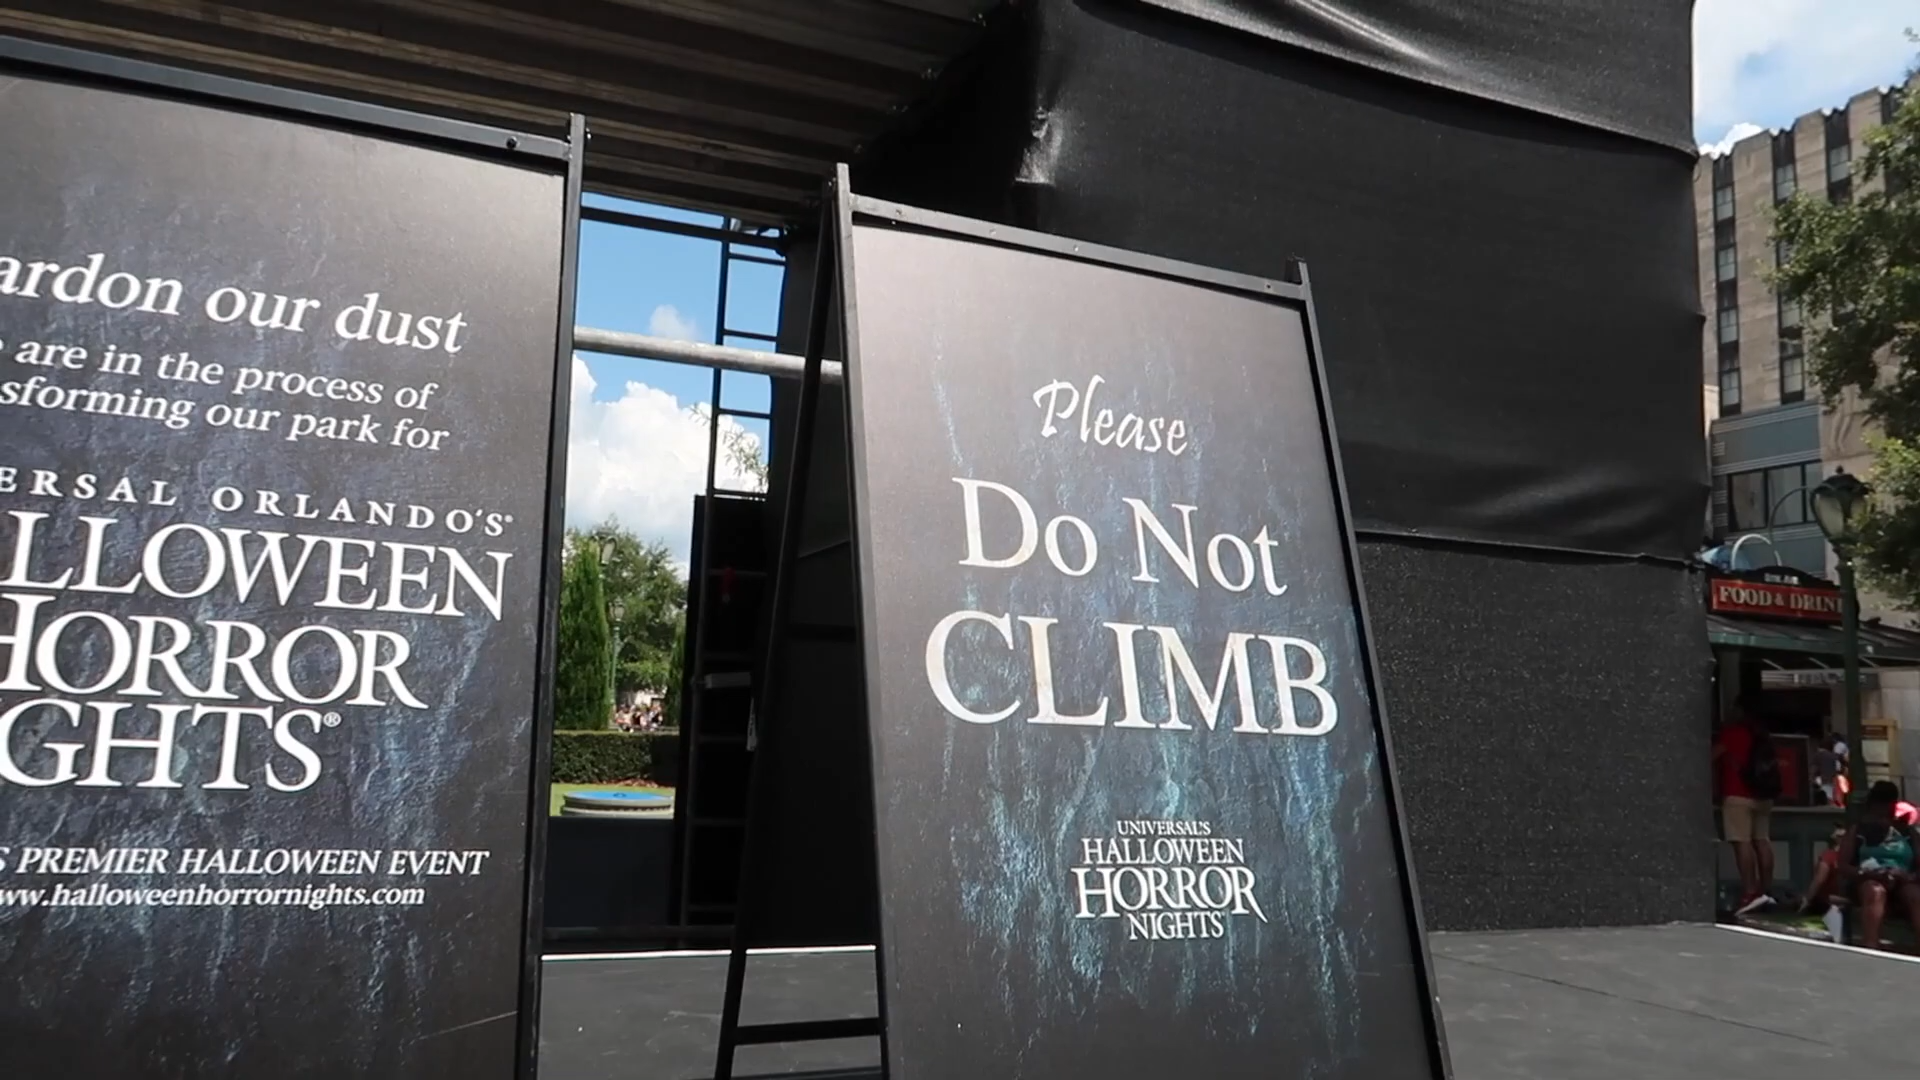 ardon our dust
are in the process of
sforming our park for
ERSAL ORLANDO'S®
LLOWEEN
HORROR
GHTS®
S PREMIER HALLOWEEN EVENT
ww.halloweenhorrornights.com
Please
Do Not
CLIMB
UNIVERSAL'S
HALLOWEEN
HORROR
NIGHTS
FOOD & DRIN